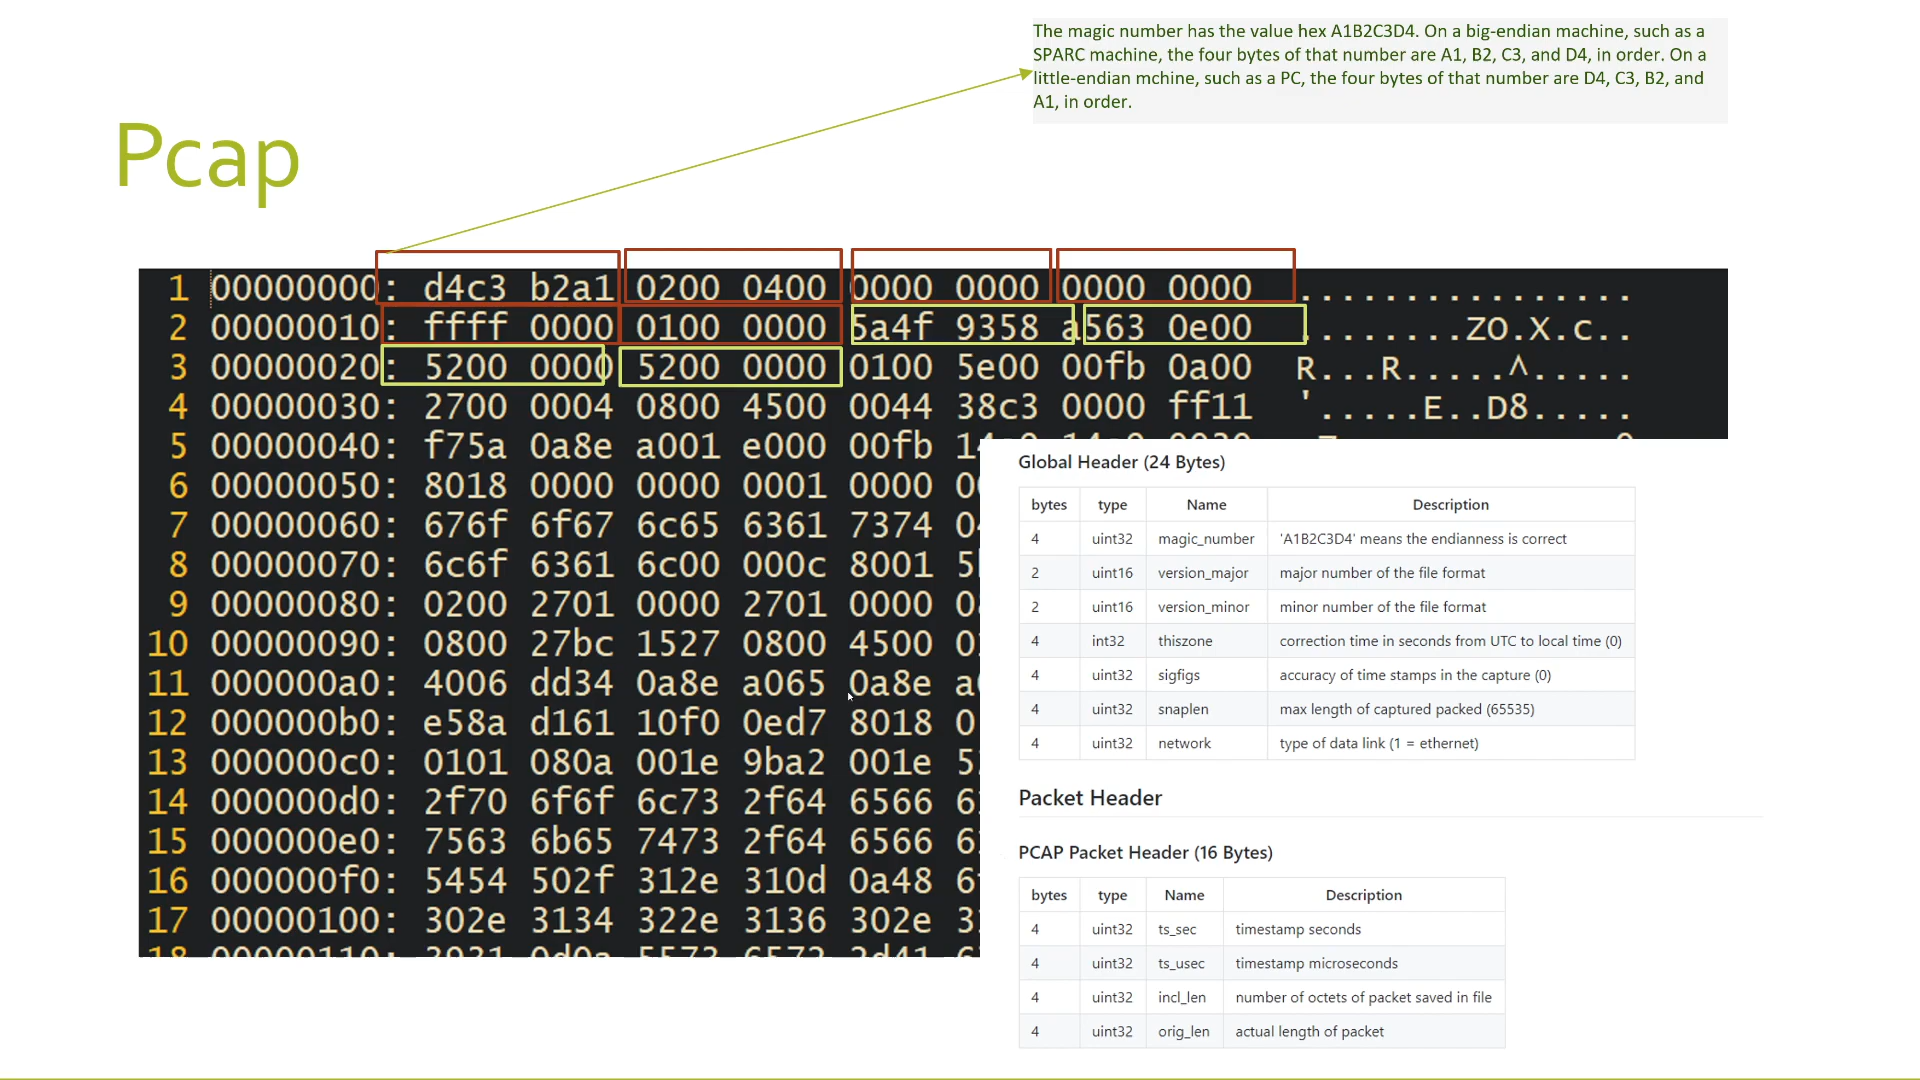 The magic number has the value hex A1B2C3D4. On a big-endian machine, such as a
SPARC machine, the four bytes of that number are A1, B2, C3, and D4, in order. On a
little-endian mchine, such as a PC, the four bytes of that number are D4, C3, B2, and
A1, in order.
Pcap
1 00000000: d4c3 b2a1 0200 0400 0000 0000 0000 0000 ................
2 00000010: ffff 0000 0100 0000 5a4f 9358 a563 0e00 ........ZO.X.c..
3 00000020: 5200 0000 5200 0000 0100 5e00 00fb 0a00 R...R.....^.....
4 00000030: 2700 0004 0800 4500 0044 38c3 0000 ff11 '.....E..D8.....
5 00000040: f75a 0a8e a001 e000 00fb
6 00000050: 8018 0000 0000 0001 0000
7 00000060: 676f 6f67 6c65 6361 7374
8 00000070: 6c6f 6361 6c00 000c 8001
9 00000080: 0200 2701 0000 2701 0000
10 00000090: 0800 27bc 1527 0800 4500
11 000000a0: 4006 dd34 0a8e a065 0a8e
12 000000b0: e58a d161 10f0 0ed7 8018
13 000000c0: 0101 080a 001e 9ba2 001e
14 000000d0: 2f70 6f6f 6c73 2f64 6566
15 000000e0: 7563 6b65 7473 2f64 6566
16 000000f0: 5454 502f 312e 310d 0a48
17 00000100: 302e 3134 322e 3136 302e
Global Header (24 Bytes)
bytes type Name Description
4 uint32 magic_number 'A1B2C3D4' means the endianness is correct
2 uint16 version_major major number of the file format
2 uint16 version_minor minor number of the file format
4 int32 thiszone correction time in seconds from UTC to local time (0)
4 uint32 sigfigs accuracy of time stamps in the capture (0)
4 uint32 snaplen max length of captured packed (65535)
4 uint32 network type of data link (1 = ethernet)
Packet Header
PCAP Packet Header (16 Bytes)
bytes type Name Description
4 uint32 ts_sec timestamp seconds
4 uint32 ts_usec timestamp microseconds
4 uint32 incl_len number of octets of packet saved in file
4 uint32 orig_len actual length of packet